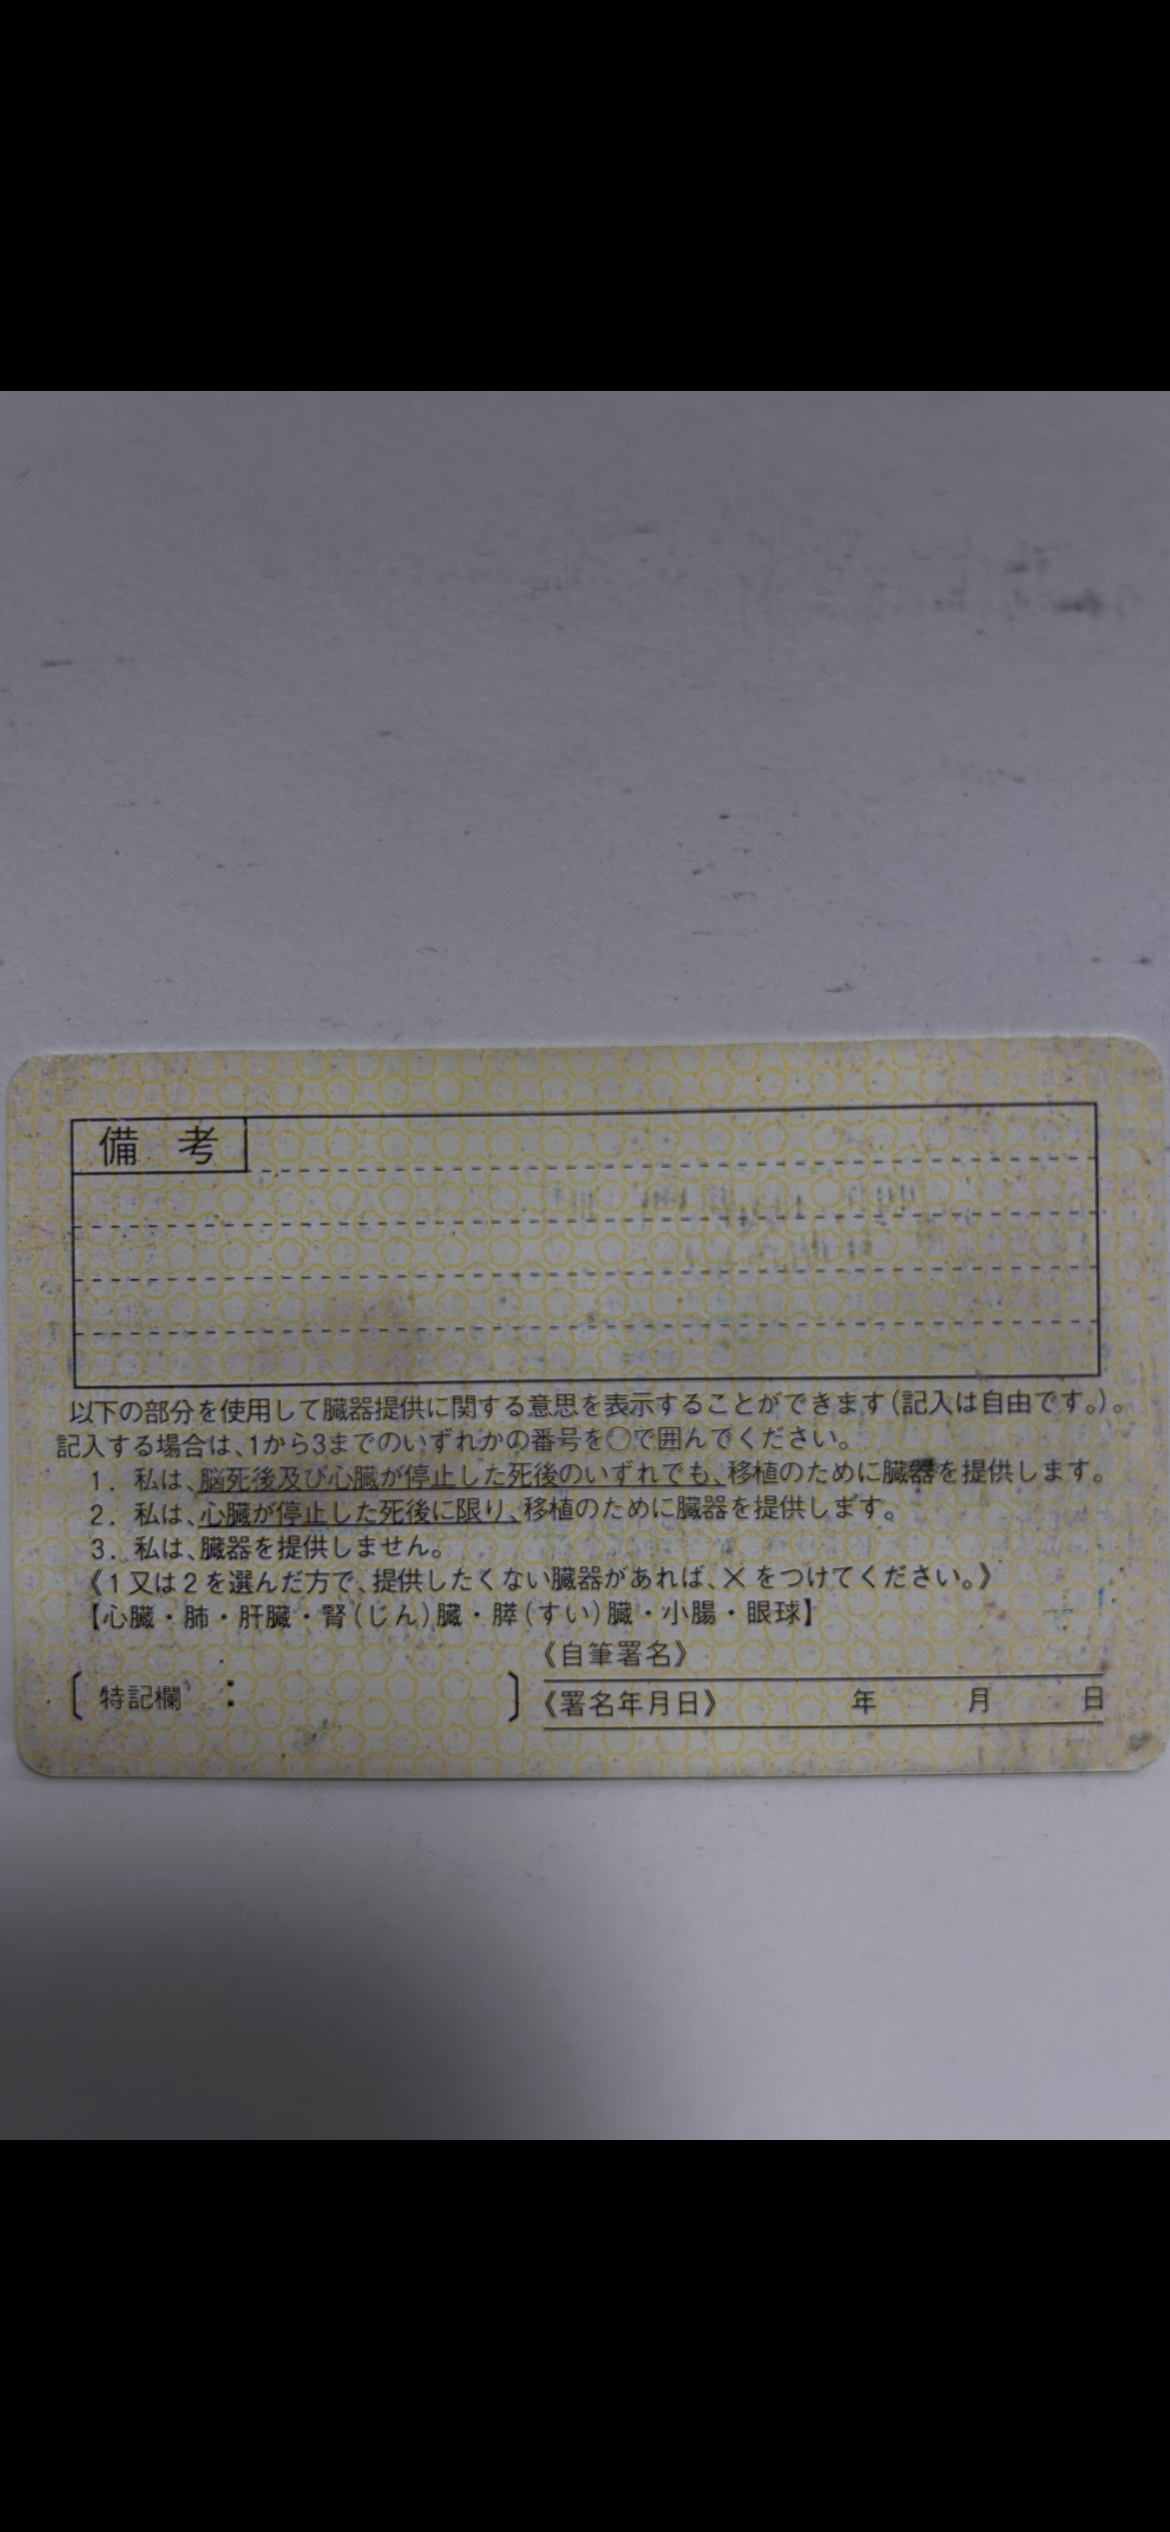 備 考
以下の部分を使用して臓器提供に関する意思を表示することができます(記入は自由です。)。
記入する場合は、1から3までのいずれかの番号を〇で囲んでください。
1. 私は、脳死後及び心臓が停止した死後のいずれでも、移植のために臓器を提供します。
2. 私は、心臓が停止した死後に限り、移植のために臓器を提供します。
3. 私は、臓器を提供しません。
《1又は2を選んだ方で、提供したくない臓器があれば、×をつけてください。》
【心臓・肺・肝臓・腎(じん)臓・膵(すい)臓・小腸・眼球】
《自筆署名》
〔特記欄 : 〕
《署名年月日》 年 月 日